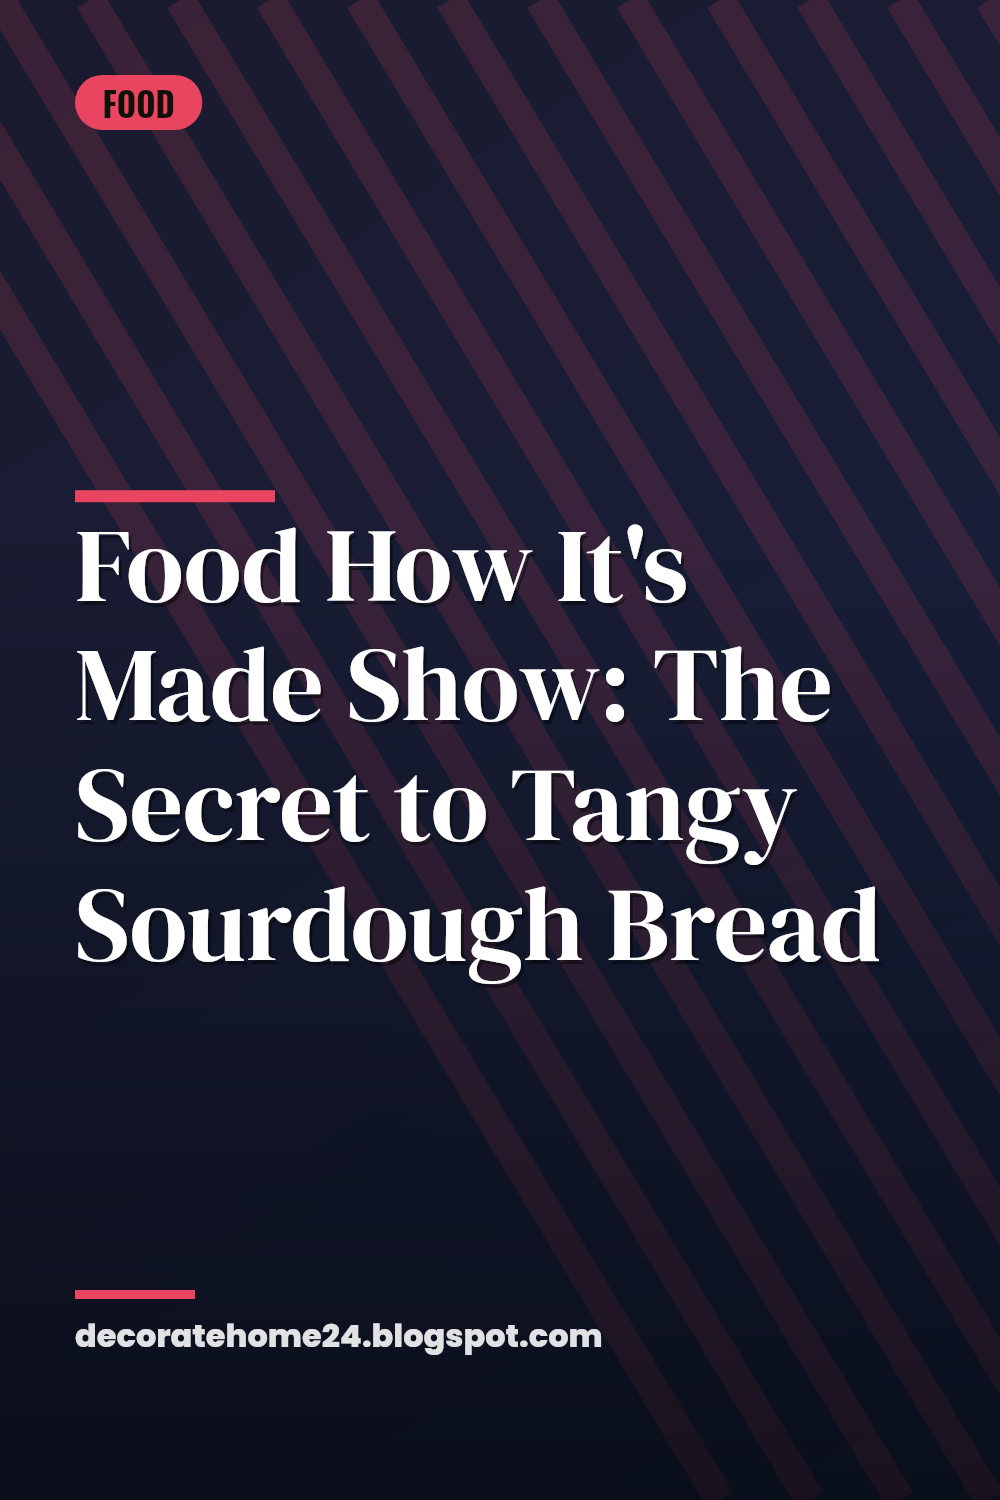 FOOD
Food How It's
Made Show: The
Secret to Tangy
Sourdough Bread
decoratehome24.blogspot.com